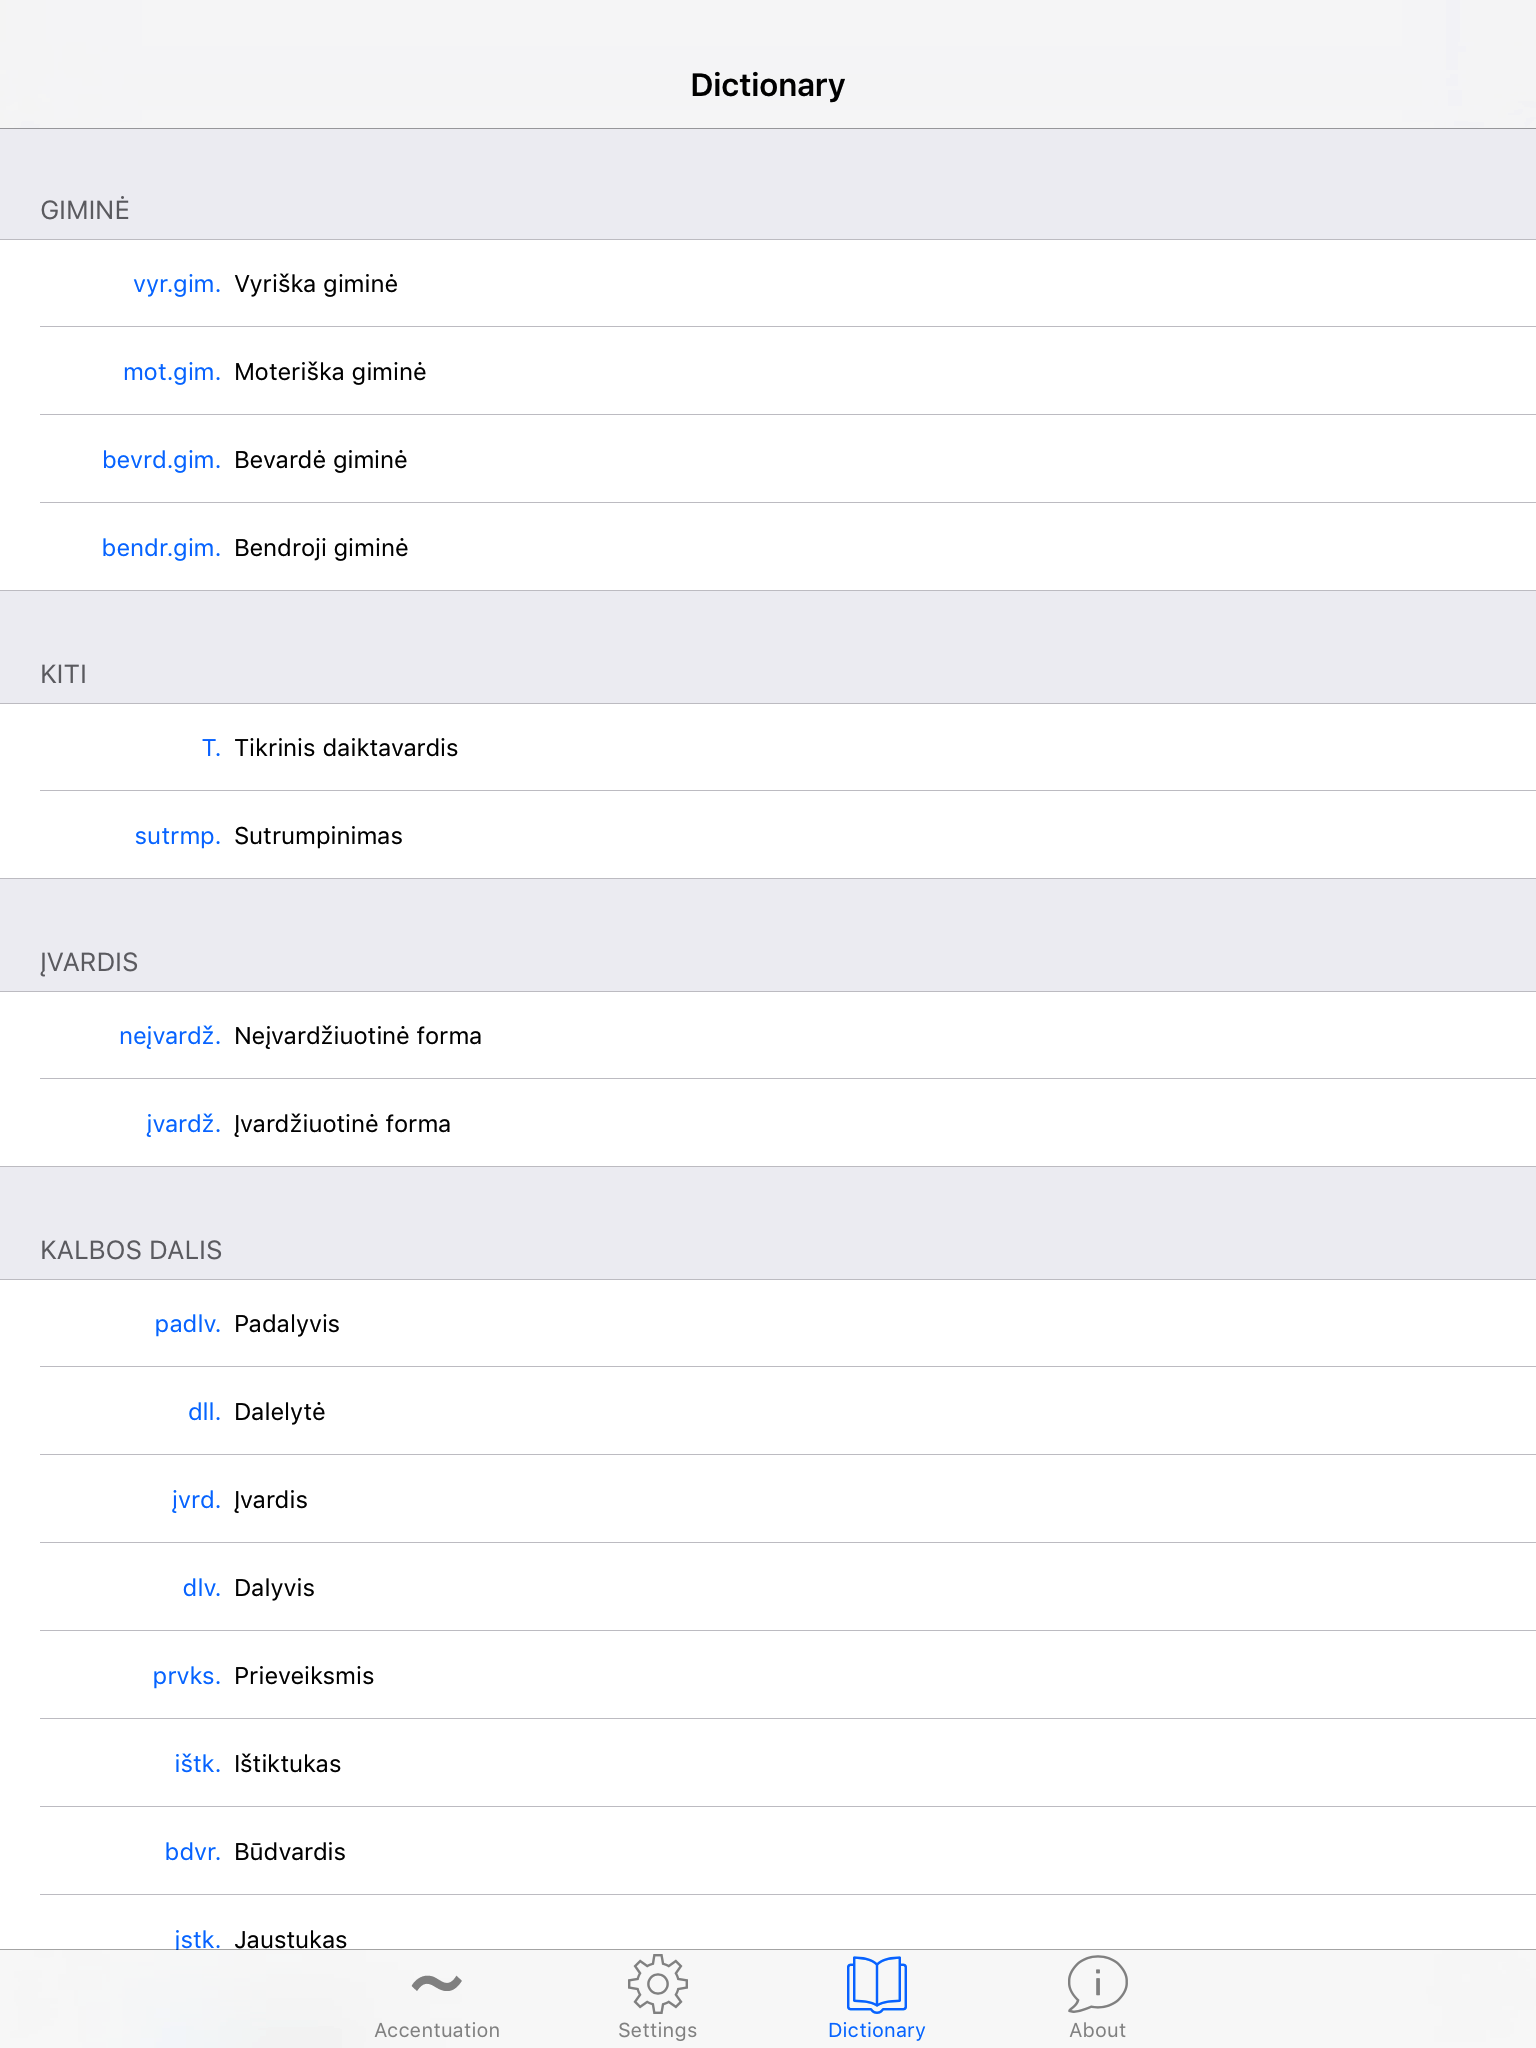 Dictionary
GIMINĖ
vyr.gim. Vyriška giminė
mot.gim. Moteriška giminė
bevrd.gim. Bevardė giminė
bendr.gim. Bendroji giminė
KITI
T. Tikrinis daiktavardis
sutrmp. Sutrumpinimas
ĮVARDIS
neįvardž. Neįvardžiuotinė forma
įvardž. Įvardžiuotinė forma
KALBOS DALIS
padlv. Padalyvis
dll. Dalelytė
įvrd. Įvardis
dlv. Dalyvis
prvks. Prieveiksmis
ištk. Ištiktukas
bdvr. Būdvardis
jstk. Jaustukas
Accentuation Settings Dictionary About